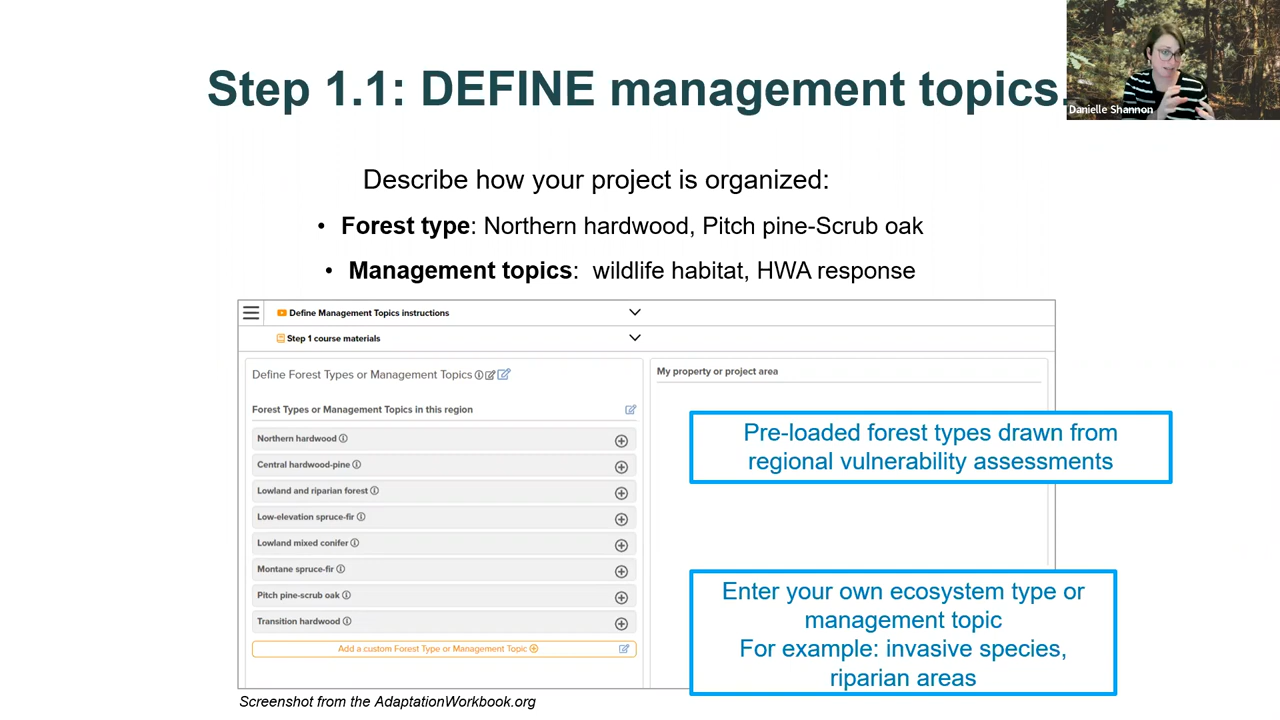 Step 1.1: DEFINE management topics.
Danielle Shannon
Describe how your project is organized:
• Forest type: Northern hardwood, Pitch pine-Scrub oak
• Management topics: wildlife habitat, HWA response
Define Management Topics instructions
Step 1 course materials
Define Forest Types or Management Topics
Forest Types or Management Topics in this region
Northern hardwood
Central hardwood-pine
Lowland and riparian forest
Low-elevation spruce-fir
Lowland mixed conifer
Montane spruce-fir
Pitch pine-scrub oak
Transition hardwood
Add a custom Forest Type or Management Topic
My property or project area
Pre-loaded forest types drawn from
regional vulnerability assessments
Enter your own ecosystem type or
management topic
For example: invasive species,
riparian areas
Screenshot from the AdaptationWorkbook.org